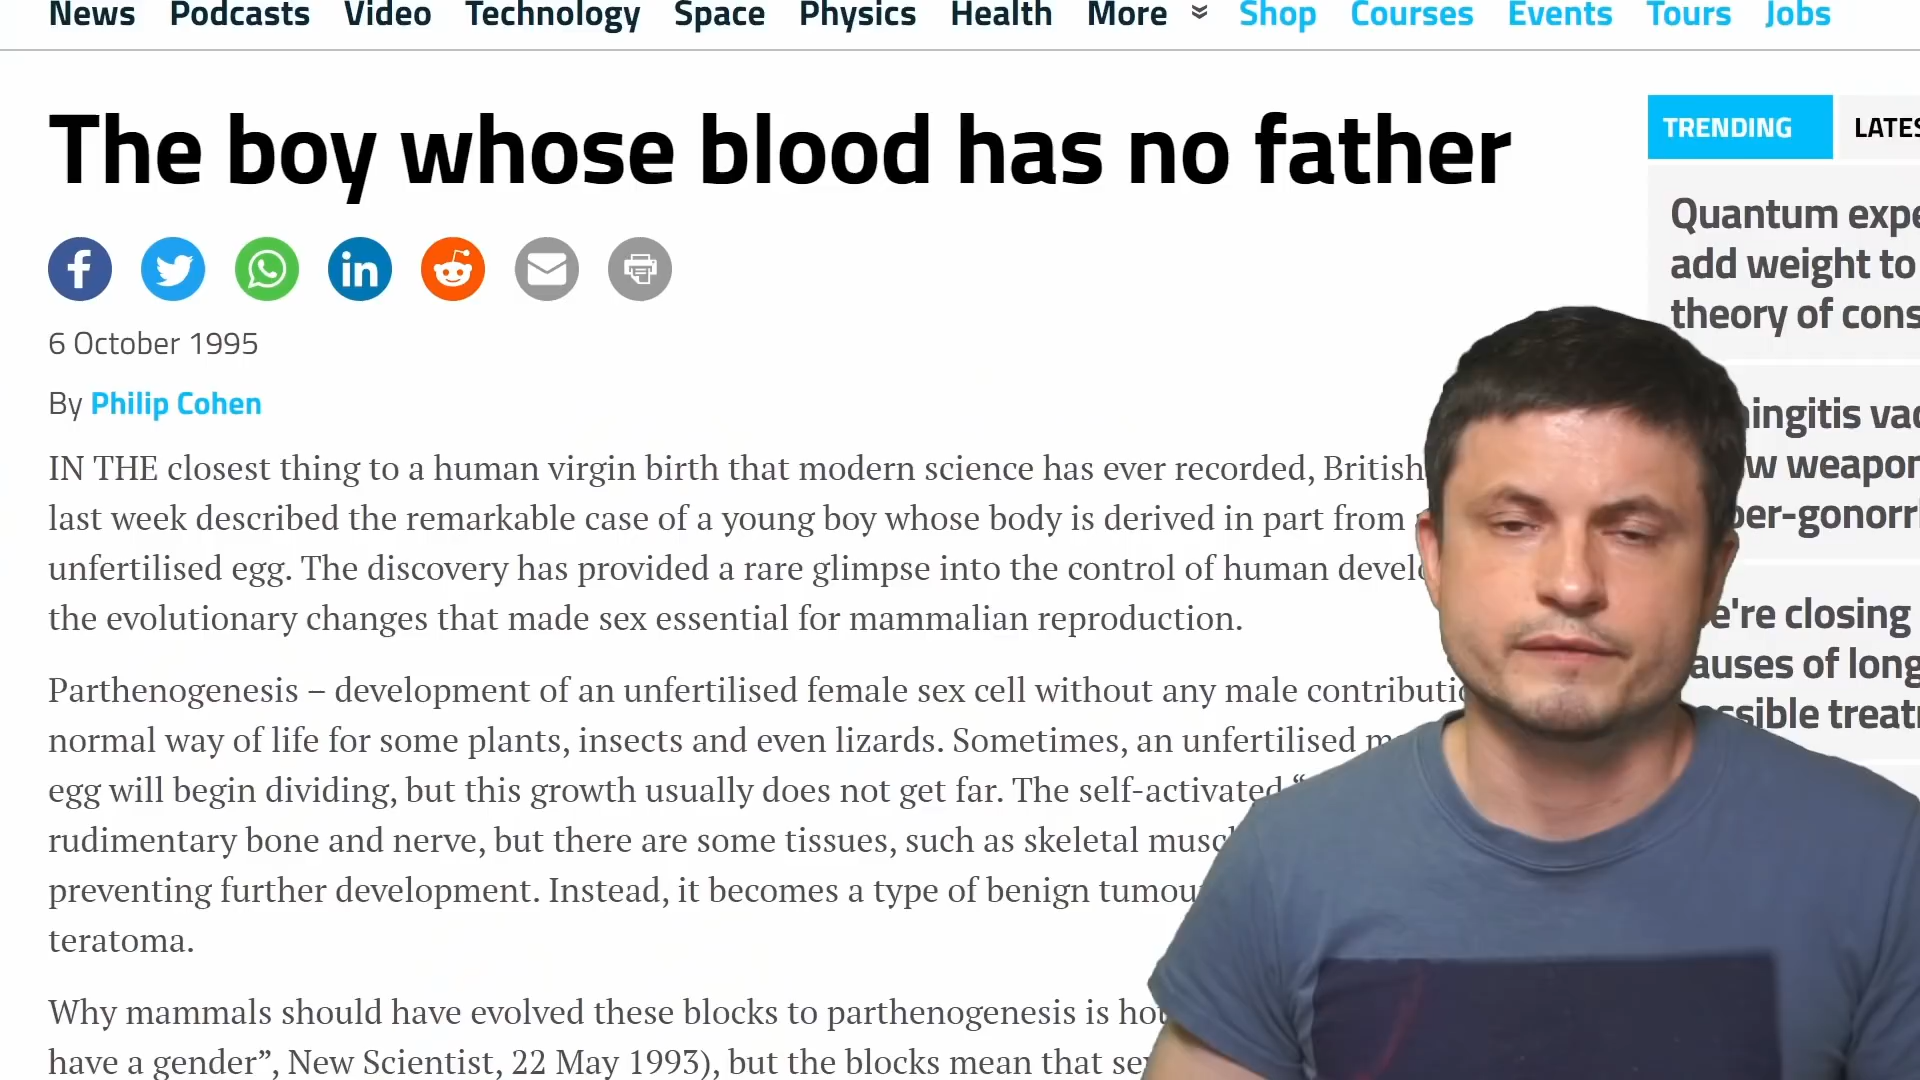 News Podcasts Video Technology Space Physics Health More Shop Courses Events Tours Jobs
The boy whose blood has no father
6 October 1995
By Philip Cohen
IN THE closest thing to a human virgin birth that modern science has ever recorded, British
last week described the remarkable case of a young boy whose body is derived in part from
unfertilised egg. The discovery has provided a rare glimpse into the control of human
the evolutionary changes that made sex essential for mammalian reproduction.
Parthenogenesis – development of an unfertilised female sex cell without any male
normal way of life for some plants, insects and even lizards. Sometimes, an unfertilised
egg will begin dividing, but this growth usually does not get far. The self-activated
rudimentary bone and nerve, but there are some tissues, such as skeletal
preventing further development. Instead, it becomes a type of benign
teratoma.
Why mammals should have evolved these blocks to parthenogenesis is
have a gender”, New Scientist, 22 May 1993), but the blocks mean that
TRENDING
Quantum
add weight to
theory of
weapon
're closing
of